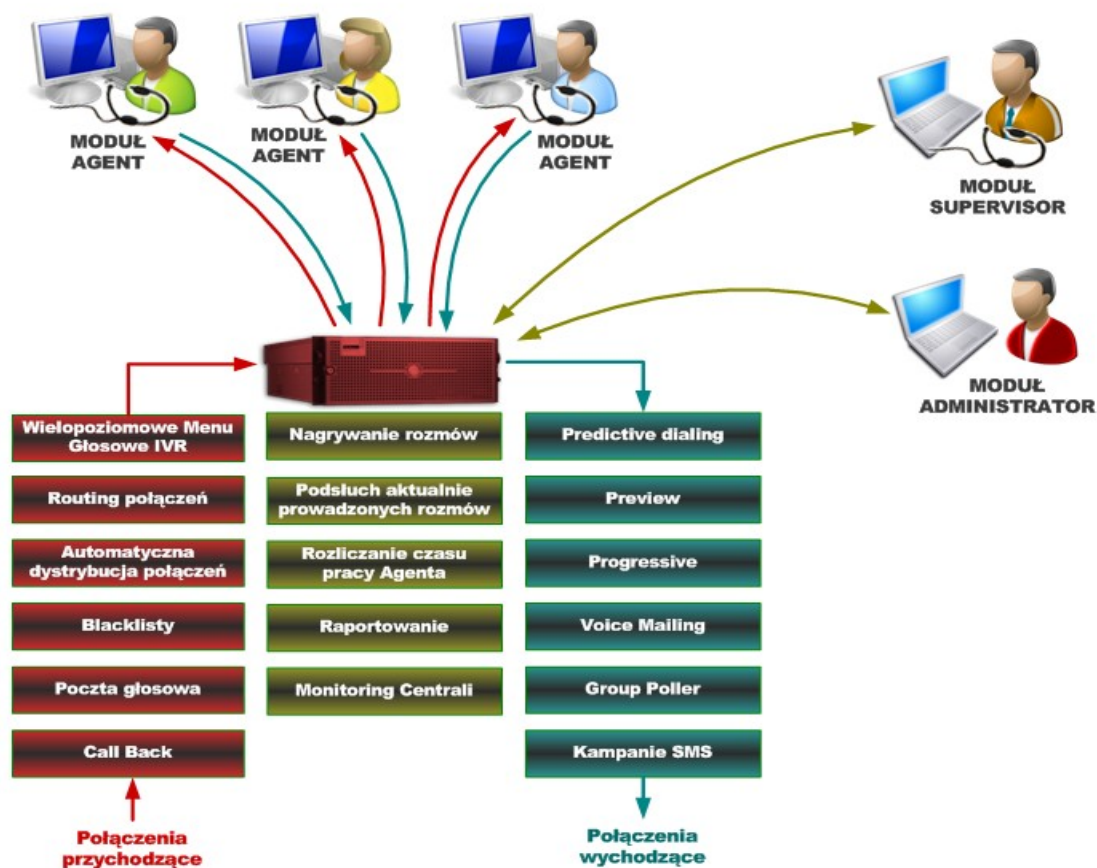 MODUŁ
AGENT
MODUŁ
AGENT
MODUŁ
AGENT
MODUŁ
SUPERVISOR
MODUŁ
ADMINISTRATOR
Wielopoziomowe Menu
Głosowe IVR
Routing połączeń
Automatyczna
dystrybucja połączeń
Blacklisty
Poczta głosowa
Call Back
Połączenia
przychodzące
Nagrywanie rozmów
Podsłuch aktualnie
prowadzonych rozmów
Rozliczanie czasu
pracy Agenta
Raportowanie
Monitoring Centrali
Predictive dialing
Preview
Progressive
Voice Mailing
Group Poller
Kampanie SMS
Połączenia
wychodzące